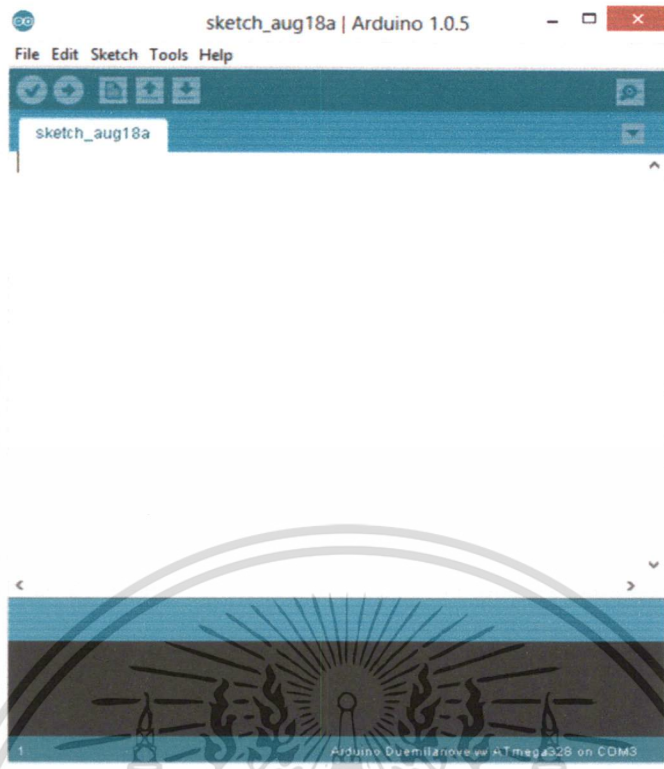 sketch_aug18a | Arduino 1.0.5
File Edit Sketch Tools Help
sketch_aug18a
1
Arduino Duemilanove w/ ATmega328 on COM3